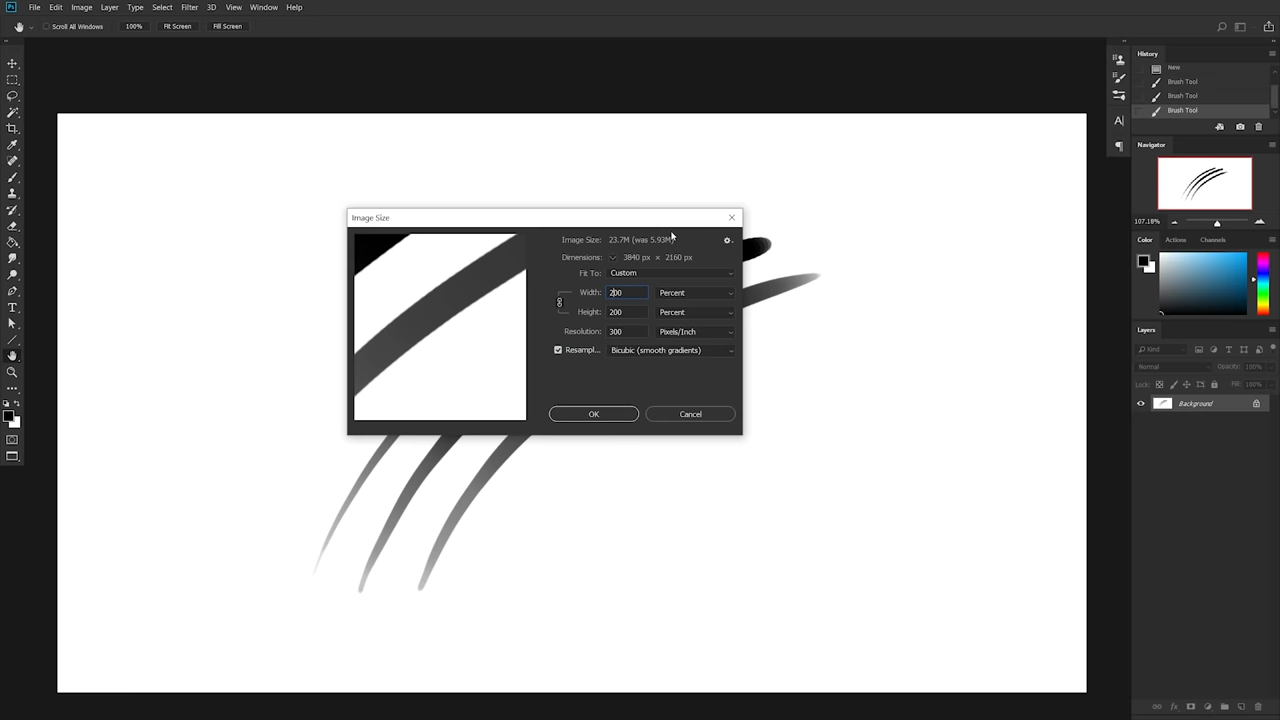 Ps File Edit Image Layer Type Select Filter 3D View Window Help
Scroll All Windows 100% Fit Screen Fill Screen
History
New
Brush Tool
Brush Tool
Brush Tool
Navigator
107.18%
Color Actions Channels
Layers
Kind
Normal Opacity: 100%
Lock: Fill: 100%
Background
Image Size
Image Size: 23.7M (was 5.93M)
Dimensions: 3840 px × 2160 px
Fit To: Custom
Width: 200 Percent
Height: 200 Percent
Resolution: 300 Pixels/Inch
Resampl... Bicubic (smooth gradients)
OK Cancel